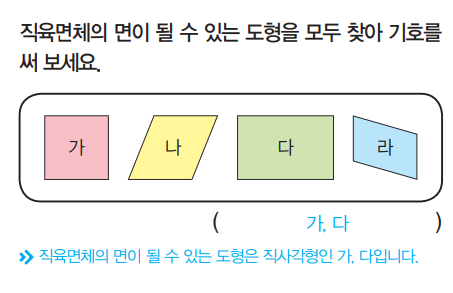 직육면체의 면이 될 수 있는 도형을 모두 찾아 기호를
써 보세요.
가 나 다 라
( 가, 다 )
직육면체의 면이 될 수 있는 도형은 직사각형인 가, 다입니다.